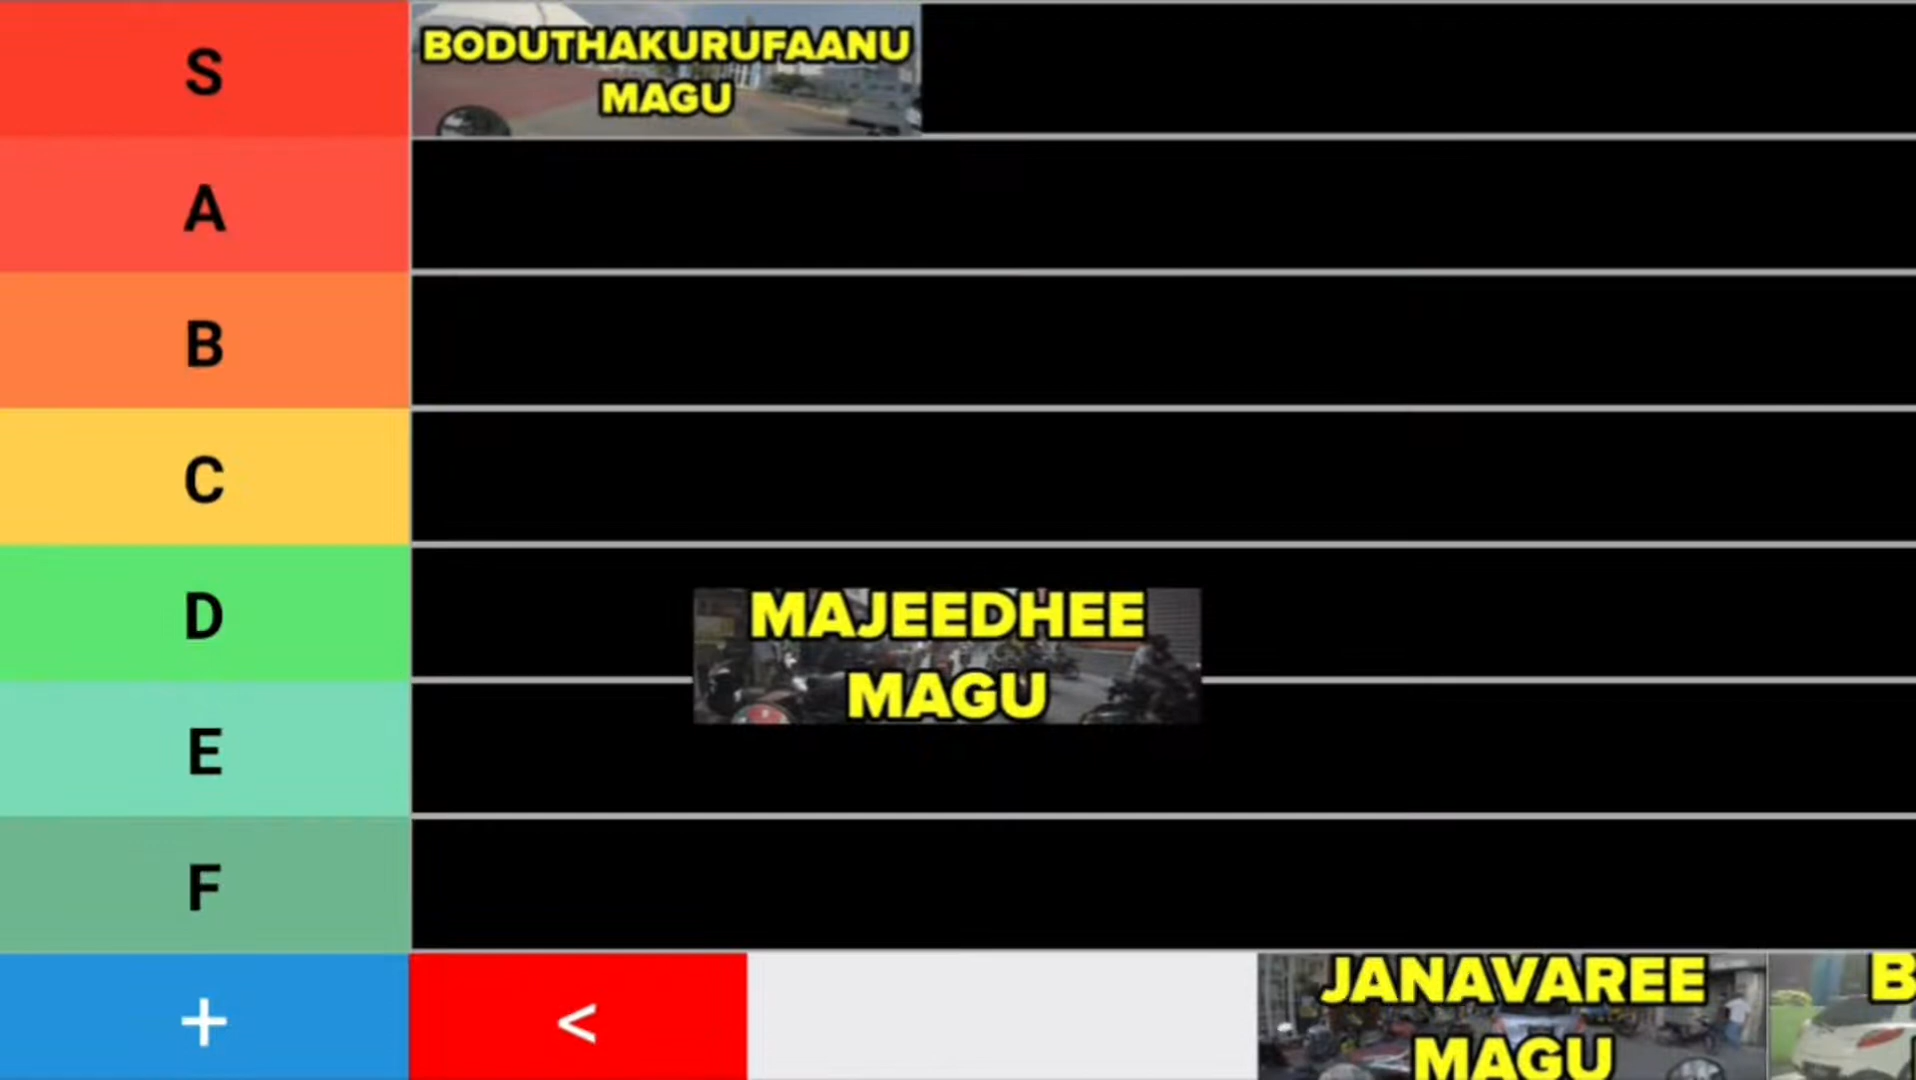 S
BODUTHAKURUFAANU
MAGU
A
B
C
D
MAJEEDHEE
MAGU
E
F
+
<
JANAVAREE
MAGU
B